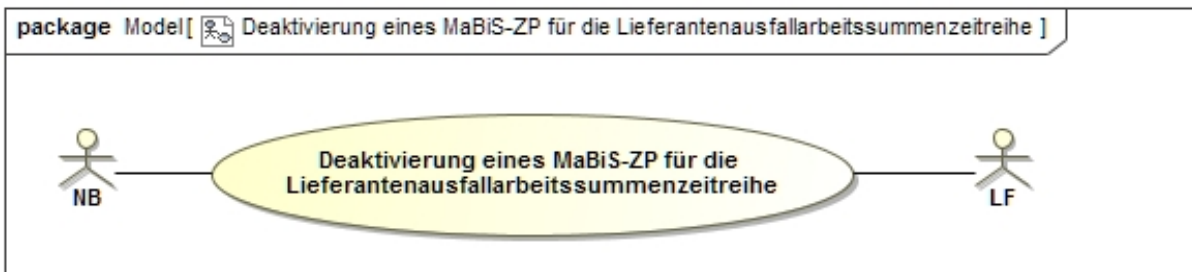 package Model[ Deaktivierung eines MaBiS-ZP für die Lieferantenausfallarbeitssummenzeitreihe ]
Deaktivierung eines MaBiS-ZP für die
Lieferantenausfallarbeitssummenzeitreihe
NB
LF